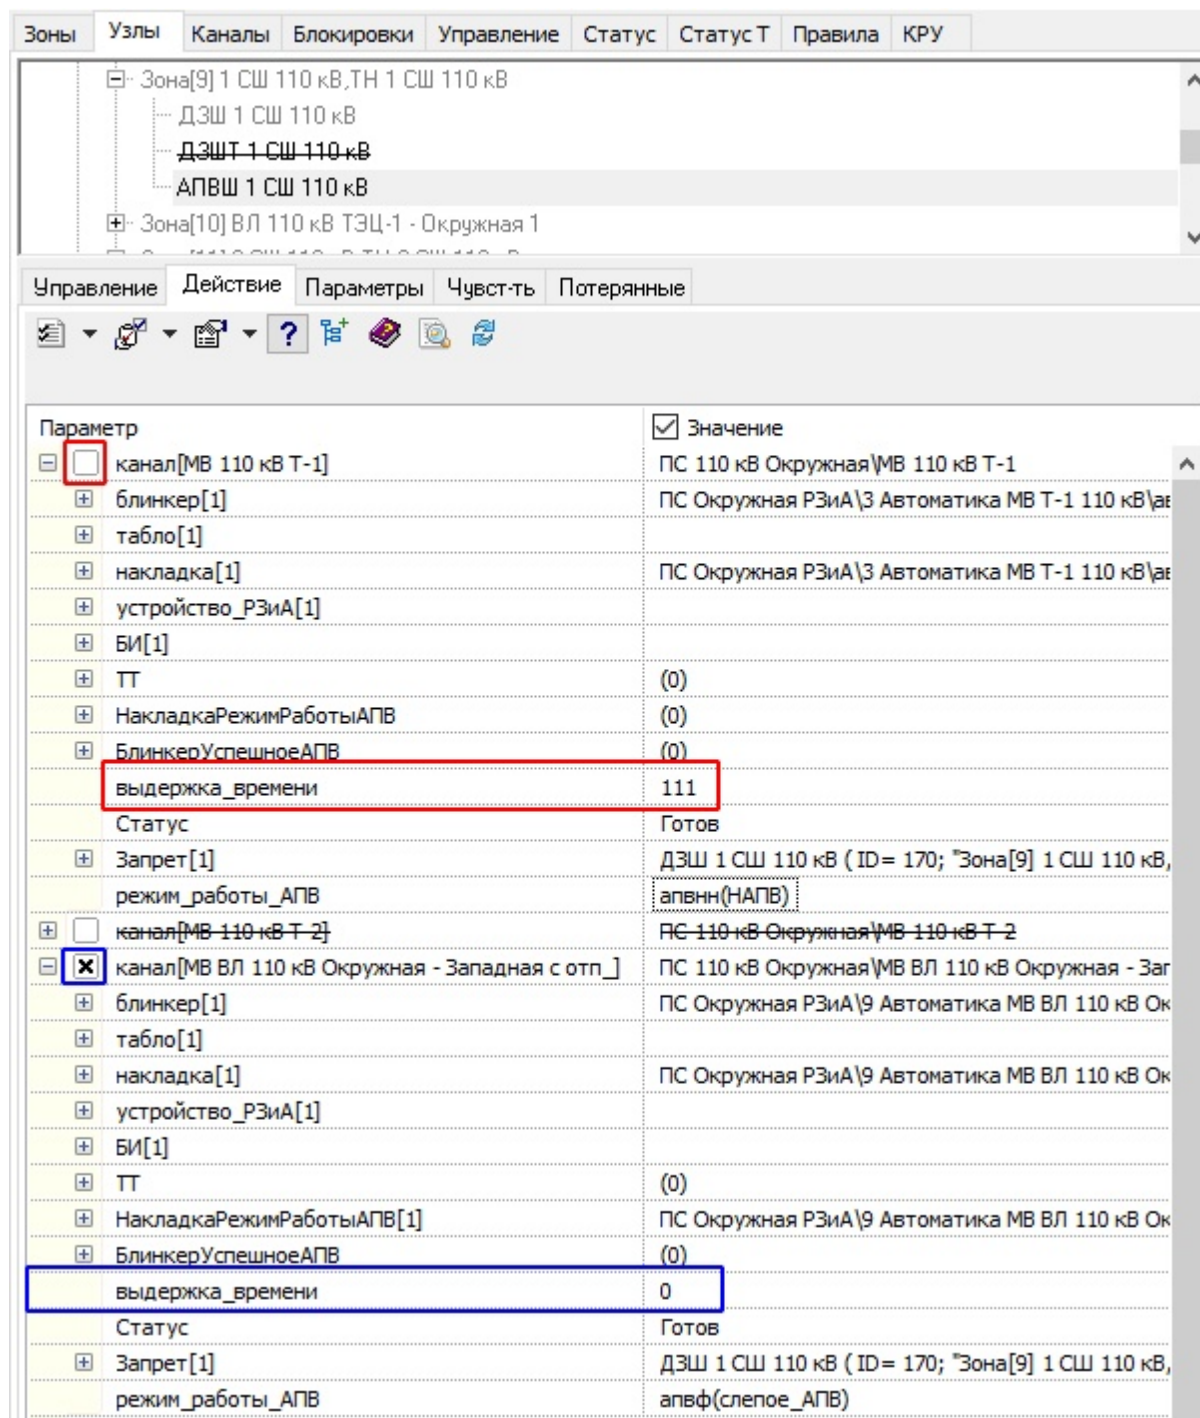 Зоны Узлы Каналы Блокировки Управление Статус Статус Т Правила КРУ
Зона[9] 1 СШ 110 кВ,ТН 1 СШ 110 кВ
ДЗШ 1 СШ 110 кВ
ДЗШТ 1 СШ 110 кВ
АПВШ 1 СШ 110 кВ
Зона[10] ВЛ 110 кВ ТЭЦ-1 - Окружная 1
Управление Действие Параметры Чувст-ть Потерянные
Параметр Значение
канал[МВ 110 кВ Т-1] ПС 110 кВ Окружная\МВ 110 кВ Т-1
блинкер[1] ПС Окружная РЗиА\3 Автоматика МВ Т-1 110 кВ\ав
табло[1]
накладка[1] ПС Окружная РЗиА\3 Автоматика МВ Т-1 110 кВ\ав
устройство_РЗиА[1]
БИ[1]
ТТ (0)
НакладкаРежимРаботыАПВ (0)
БлинкерУспешноеАПВ (0)
выдержка_времени 111
Статус Готов
Запрет[1] ДЗШ 1 СШ 110 кВ ( ID= 170; "Зона[9] 1 СШ 110 кВ,
режим_работы_АПВ апвнн(НАПВ)
канал[МВ 110 кВ Т-2] ПС 110 кВ Окружная\МВ 110 кВ Т-2
канал[МВ ВЛ 110 кВ Окружная - Западная с отп_] ПС 110 кВ Окружная\МВ ВЛ 110 кВ Окружная - Зап
блинкер[1] ПС Окружная РЗиА\9 Автоматика МВ ВЛ 110 кВ Ок
табло[1]
накладка[1] ПС Окружная РЗиА\9 Автоматика МВ ВЛ 110 кВ Ок
устройство_РЗиА[1]
БИ[1]
ТТ (0)
НакладкаРежимРаботыАПВ[1] ПС Окружная РЗиА\9 Автоматика МВ ВЛ 110 кВ Ок
БлинкерУспешноеАПВ (0)
выдержка_времени 0
Статус Готов
Запрет[1] ДЗШ 1 СШ 110 кВ ( ID= 170; "Зона[9] 1 СШ 110 кВ,
режим_работы_АПВ апвф(слепое_АПВ)